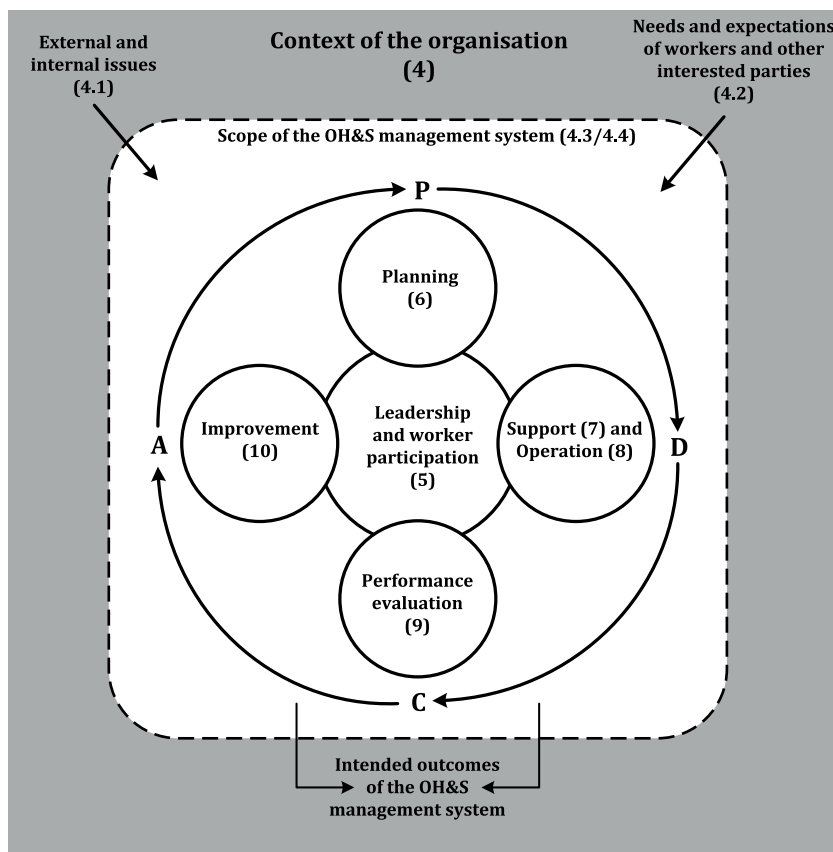 Context of the organisation
(4)
External and
internal issues
(4.1)
Needs and expectations
of workers and other
interested parties
(4.2)
Scope of the OH&S management system (4.3/4.4)
P
Planning
(6)
A
Improvement
(10)
Leadership
and worker
participation
(5)
Support (7) and
Operation (8)
D
Performance
evaluation
(9)
C
Intended outcomes
of the OH&S
management system